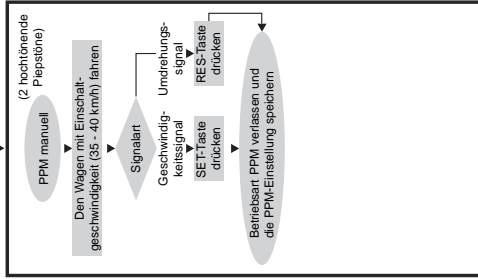 (2 hochtönende
Piepstöne)
PPM manuell
Den Wagen mit Einschalt-
geschwindigkeit (35 - 40 km/h) fahren
Signalart
Geschwindig-
keitssignal
Umdrehungs-
signal
SET-Taste
drücken
RES-Taste
drücken
Betriebsart PPM verlassen und
die PPM-Einstellung speichern